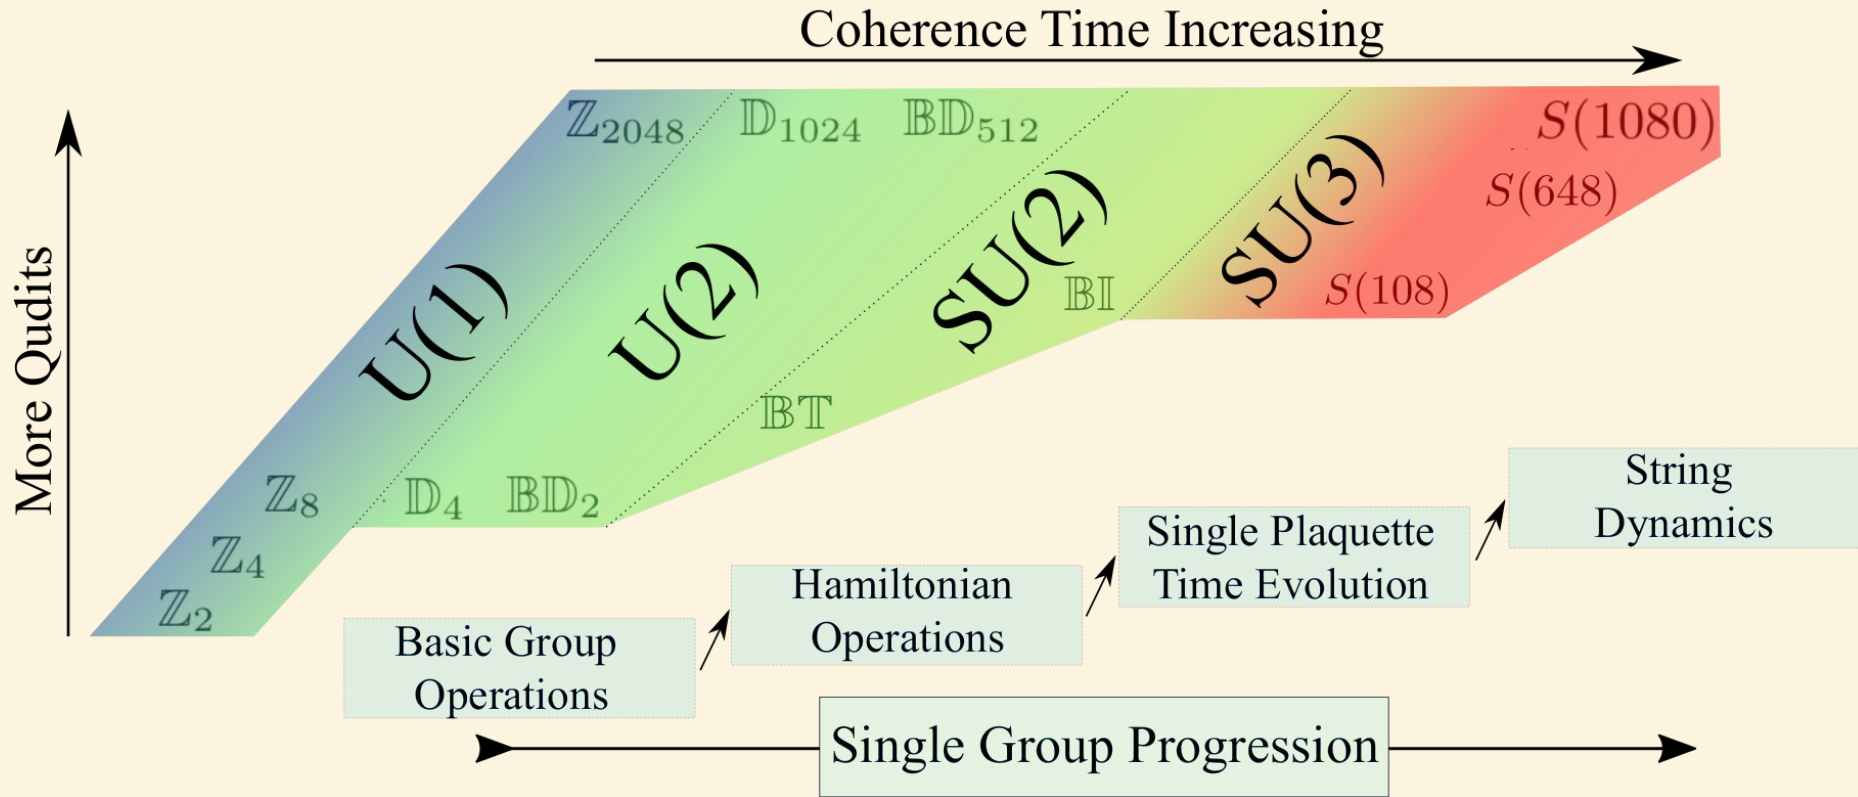 Coherence Time Increasing
More Qudits
ℤ₂₀₄₈
𝔻₁₀₂₄
𝔹𝔻₅₁₂
S(1080)
S(648)
SU(3)
SU(2)
U(2)
U(1)
𝔹𝕀
S(108)
𝔹𝕋
ℤ₈
𝔻₄
𝔹𝔻₂
ℤ₄
ℤ₂
Basic Group
Operations
Hamiltonian
Operations
Single Plaquette
Time Evolution
String
Dynamics
Single Group Progression